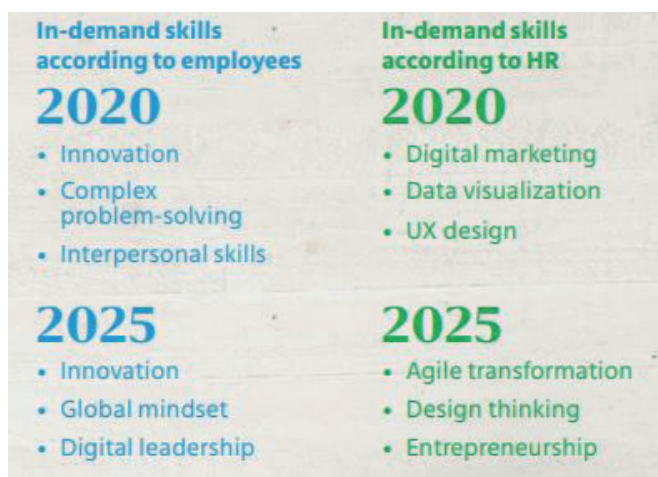 In-demand skills
according to employees
2020
• Innovation
• Complex
problem-solving
• Interpersonal skills
2025
• Innovation
• Global mindset
• Digital leadership
In-demand skills
according to HR
2020
• Digital marketing
• Data visualization
• UX design
2025
• Agile transformation
• Design thinking
• Entrepreneurship